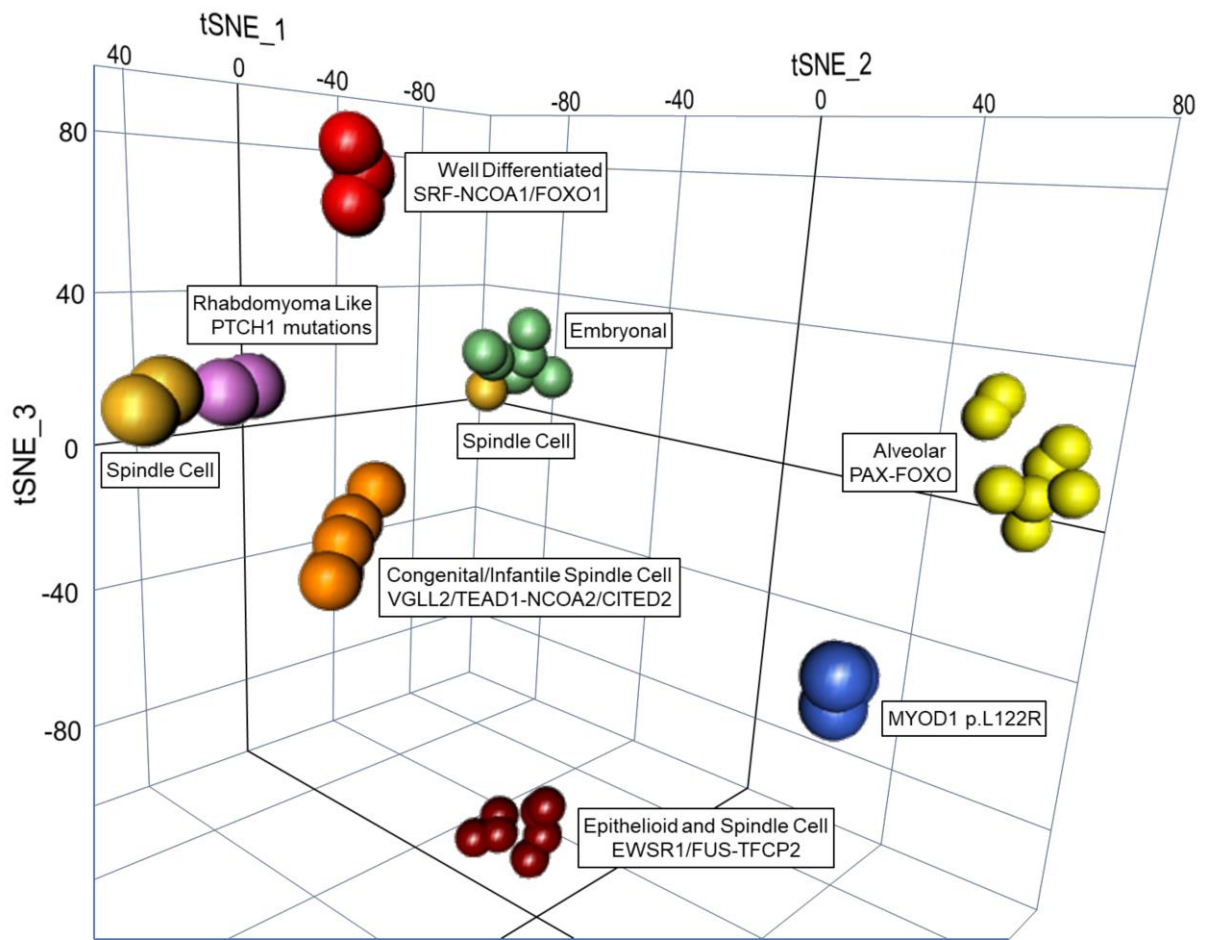 tSNE_1
40
0
-40
-80
tSNE_2
-80
-40
0
40
80
tSNE_3
80
40
0
-40
-80
Well Differentiated
SRF-NCOA1/FOXO1
Rhabdomyoma Like
PTCH1 mutations
Embryonal
Spindle Cell
Spindle Cell
Alveolar
PAX-FOXO
Congenital/Infantile Spindle Cell
VGLL2/TEAD1-NCOA2/CITED2
MYOD1 p.L122R
Epithelioid and Spindle Cell
EWSR1/FUS-TFCP2